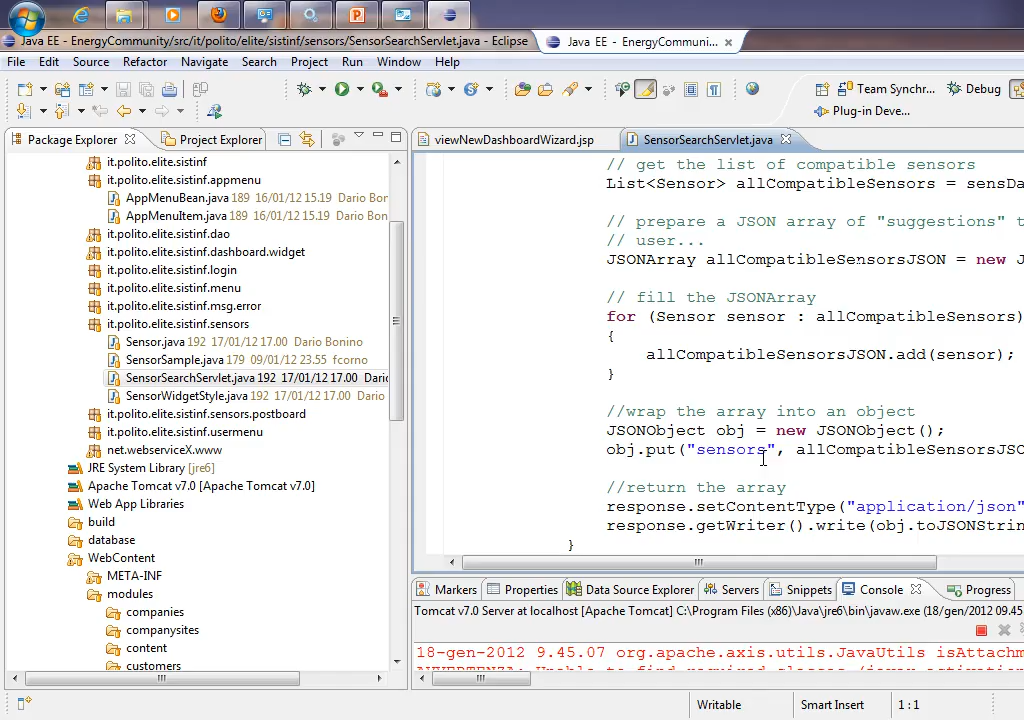 Java EE - EnergyCommunity/src/it/polito/elite/sistinf/sensors/SensorSearchServlet.java - Eclipse
Java EE - EnergyCommuni...
File Edit Source Refactor Navigate Search Project Run Window Help
Team Synchr...
Debug
Plug-in Deve...
Package Explorer
Project Explorer
viewNewDashboardWizard.jsp
SensorSearchServlet.java
it.polito.elite.sistinf
it.polito.elite.sistinf.appmenu
AppMenuBean.java 189 16/01/12 15.19 Dario Bon
AppMenuItem.java 189 16/01/12 15.19 Dario Bon
it.polito.elite.sistinf.dao
it.polito.elite.sistinf.dashboard.widget
it.polito.elite.sistinf.login
it.polito.elite.sistinf.menu
it.polito.elite.sistinf.msg.error
it.polito.elite.sistinf.sensors
Sensor.java 192 17/01/12 17.00 Dario Bonino
SensorSample.java 179 09/01/12 23.55 fcorno
SensorSearchServlet.java 192 17/01/12 17.00 Dario
SensorWidgetStyle.java 192 17/01/12 17.00 Dario
it.polito.elite.sistinf.sensors.postboard
it.polito.elite.sistinf.usermenu
net.webserviceX.www
JRE System Library [jre6]
Apache Tomcat v7.0 [Apache Tomcat v7.0]
Web App Libraries
build
database
WebContent
META-INF
modules
companies
companysites
content
customers
// get the list of compatible sensors
List<Sensor> allCompatibleSensors = sensDa
// prepare a JSON array of "suggestions" t
// user...
JSONArray allCompatibleSensorsJSON = new J
// fill the JSONArray
for (Sensor sensor : allCompatibleSensors)
{
allCompatibleSensorsJSON.add(sensor);
}
//wrap the array into an object
JSONObject obj = new JSONObject();
obj.put("sensors", allCompatibleSensorsJSO
//return the array
response.setContentType("application/json"
response.getWriter().write(obj.toJSONStrin
}
Markers
Properties
Data Source Explorer
Servers
Snippets
Console
Progress
Tomcat v7.0 Server at localhost [Apache Tomcat] C:\Program Files (x86)\Java\jre6\bin\javaw.exe (18/gen/2012 09.45
18-gen-2012 9.45.07 org.apache.axis.utils.JavaUtils isAttachm
AVVERTENZA: Unable to find required classes (javax.activation
Writable
Smart Insert
1 : 1